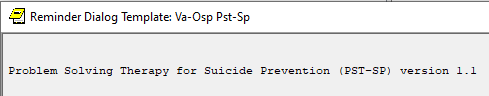 Reminder Dialog Template: Va-Osp Pst-Sp
Problem Solving Therapy for Suicide Prevention (PST-SP) version 1.1